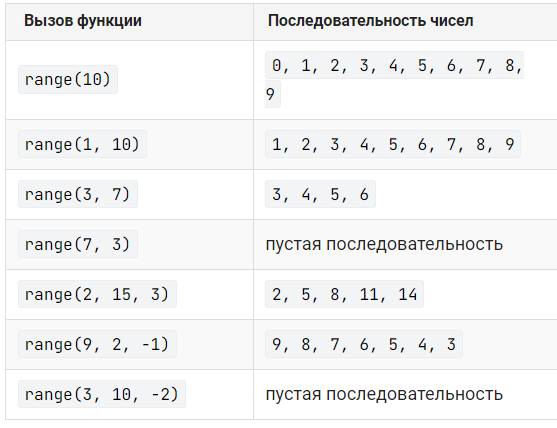 Вызов функции Последовательность чисел
range(10) 0, 1, 2, 3, 4, 5, 6, 7, 8,
9
range(1, 10) 1, 2, 3, 4, 5, 6, 7, 8, 9
range(3, 7) 3, 4, 5, 6
range(7, 3) пустая последовательность
range(2, 15, 3) 2, 5, 8, 11, 14
range(9, 2, -1) 9, 8, 7, 6, 5, 4, 3
range(3, 10, -2) пустая последовательность